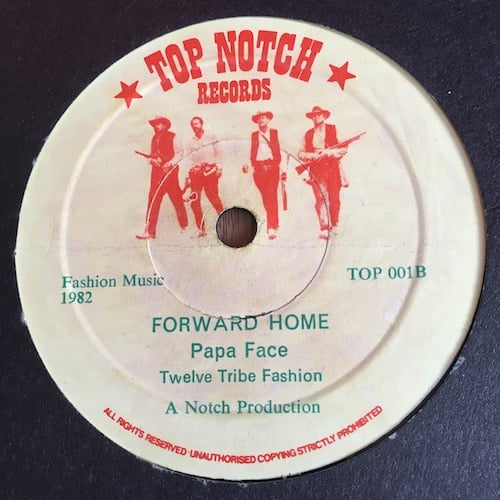 TOP NOTCH
RECORDS
Fashion Music
1982
TOP 001B
FORWARD HOME
Papa Face
Twelve Tribe Fashion
A Notch Production
ALL RIGHTS RESERVED · UNAUTHORISED COPYING STRICTLY PROHIBITED